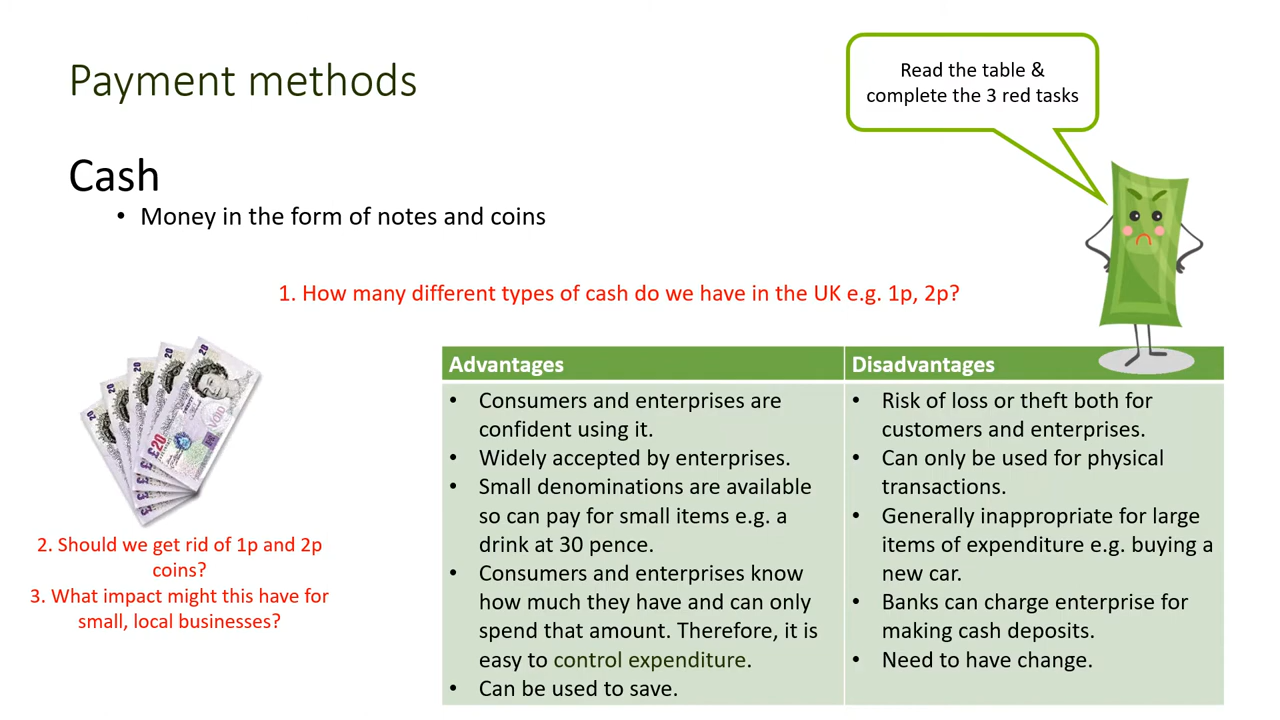 Payment methods
Read the table &
complete the 3 red tasks
Cash
• Money in the form of notes and coins
1. How many different types of cash do we have in the UK e.g. 1p, 2p?
20
20
20
20
20
£20
VOID
2. Should we get rid of 1p and 2p
coins?
3. What impact might this have for
small, local businesses?
Advantages
• Consumers and enterprises are
confident using it.
• Widely accepted by enterprises.
• Small denominations are available
so can pay for small items e.g. a
drink at 30 pence.
• Consumers and enterprises know
how much they have and can only
spend that amount. Therefore, it is
easy to control expenditure.
• Can be used to save.
Disadvantages
• Risk of loss or theft both for
customers and enterprises.
• Can only be used for physical
transactions.
• Generally inappropriate for large
items of expenditure e.g. buying a
new car.
• Banks can charge enterprise for
making cash deposits.
• Need to have change.